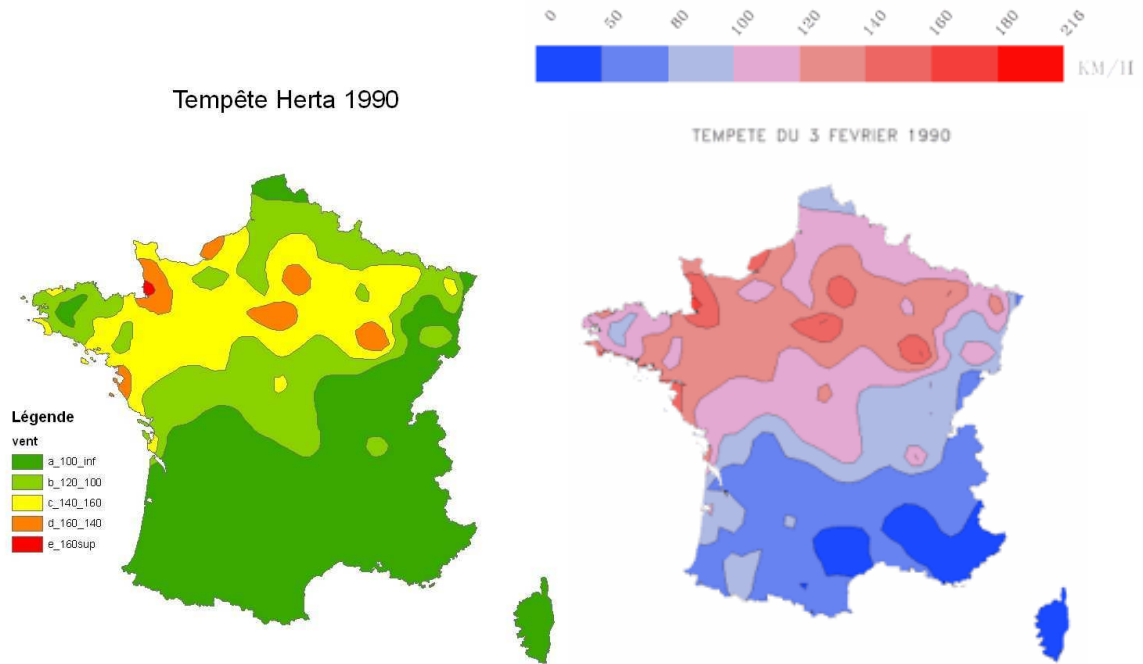 Tempête Herta 1990
Légende
vent
a_100_inf
b_120_100
c_140_160
d_160_140
e_160sup
0 50 80 100 120 140 160 180 216
KM/H
TEMPETE DU 3 FEVRIER 1990